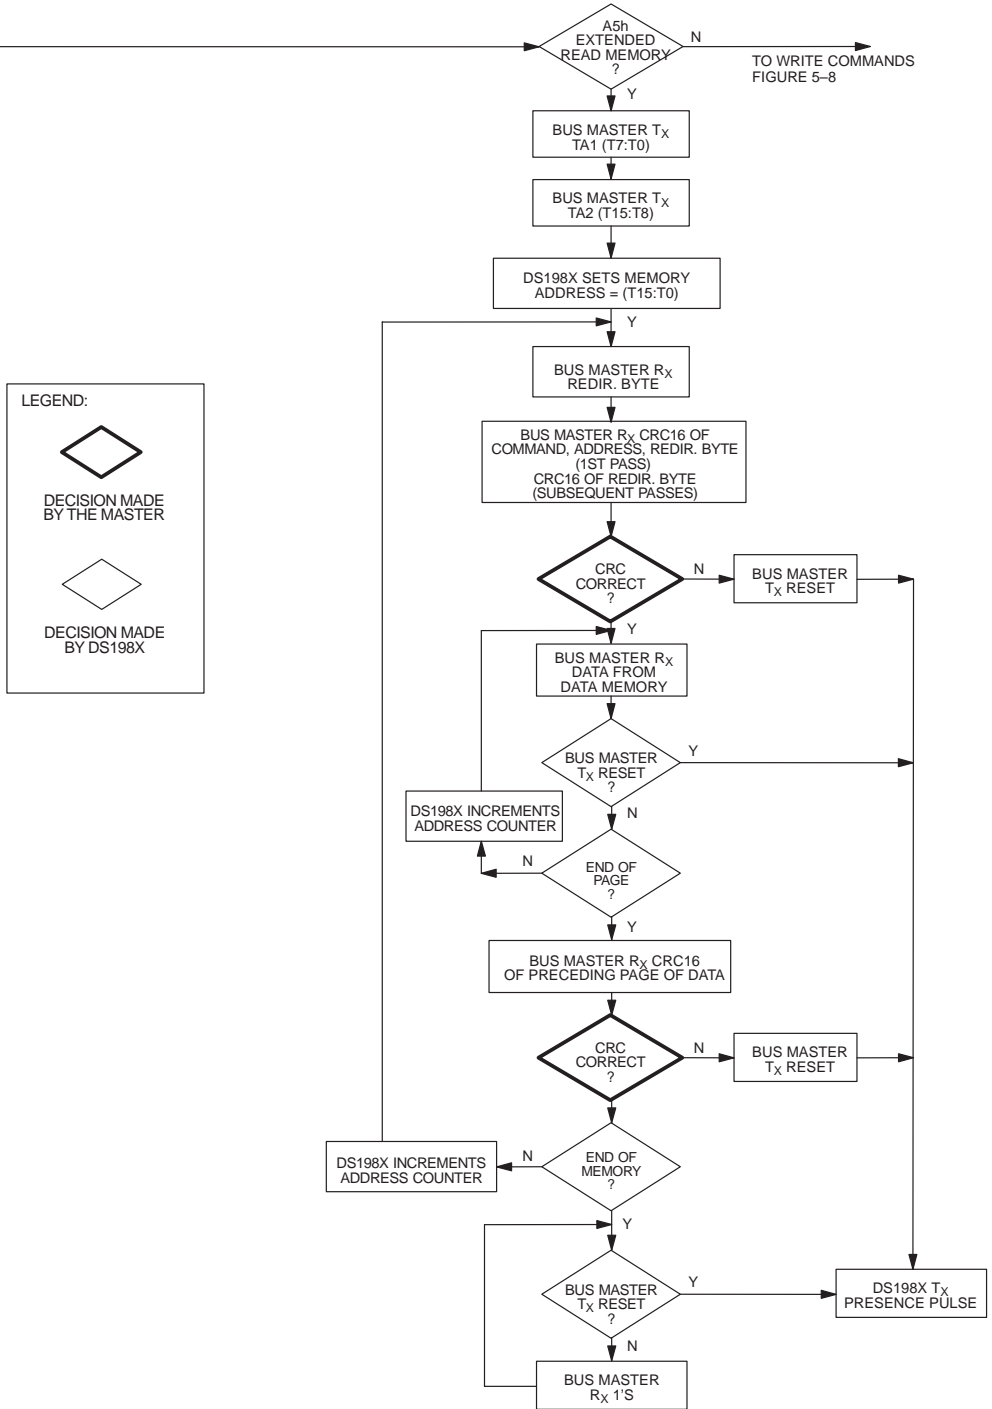 A5h
EXTENDED
READ MEMORY
?
N
TO WRITE COMMANDS
FIGURE 5–8
Y
BUS MASTER TX
TA1 (T7:T0)
BUS MASTER TX
TA2 (T15:T8)
DS198X SETS MEMORY
ADDRESS = (T15:T0)
Y
BUS MASTER RX
REDIR. BYTE
LEGEND:
DECISION MADE
BY THE MASTER
DECISION MADE
BY DS198X
BUS MASTER RX CRC16 OF
COMMAND, ADDRESS, REDIR. BYTE
(1ST PASS)
CRC16 OF REDIR. BYTE
(SUBSEQUENT PASSES)
CRC
CORRECT
?
N
BUS MASTER
TX RESET
Y
BUS MASTER RX
DATA FROM
DATA MEMORY
BUS MASTER
TX RESET
?
Y
N
DS198X INCREMENTS
ADDRESS COUNTER
END OF
PAGE
?
N
Y
BUS MASTER RX CRC16
OF PRECEDING PAGE OF DATA
CRC
CORRECT
?
N
BUS MASTER
TX RESET
END OF
MEMORY
?
N
DS198X INCREMENTS
ADDRESS COUNTER
Y
BUS MASTER
TX RESET
?
Y
DS198X TX
PRESENCE PULSE
N
BUS MASTER
RX 1'S